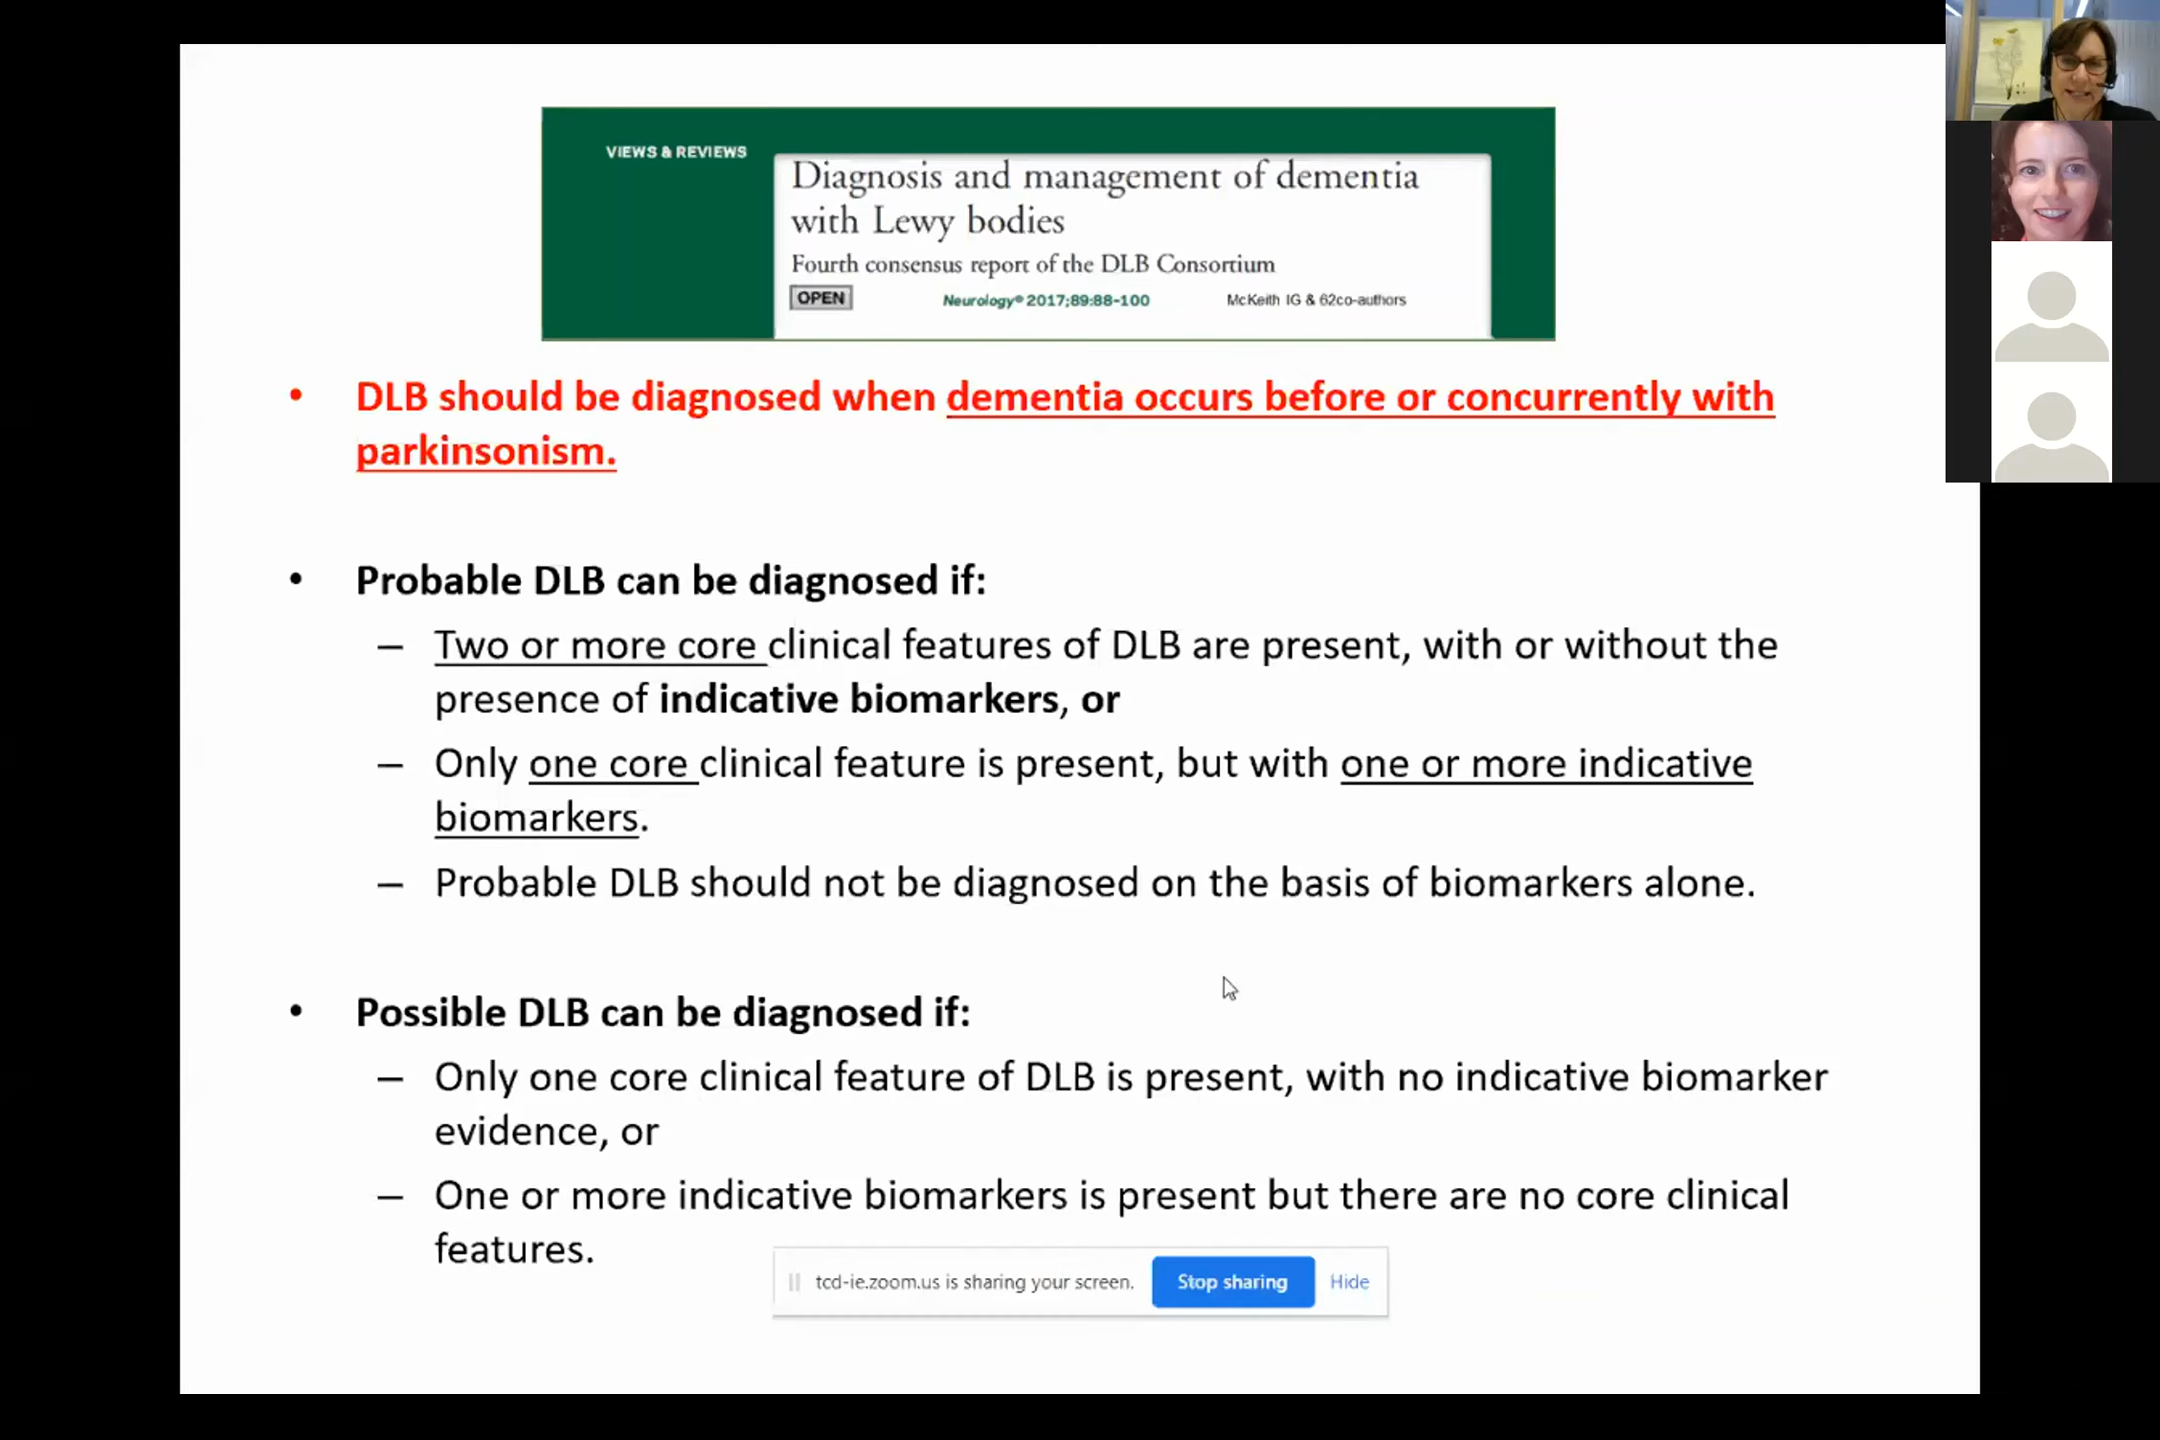 VIEWS & REVIEWS
Diagnosis and management of dementia
with Lewy bodies
Fourth consensus report of the DLB Consortium
OPEN
Neurology® 2017;89:88-100
McKeith IG & 62co-authors
• DLB should be diagnosed when dementia occurs before or concurrently with
parkinsonism.
• Probable DLB can be diagnosed if:
– Two or more core clinical features of DLB are present, with or without the
presence of indicative biomarkers, or
– Only one core clinical feature is present, but with one or more indicative
biomarkers.
– Probable DLB should not be diagnosed on the basis of biomarkers alone.
• Possible DLB can be diagnosed if:
– Only one core clinical feature of DLB is present, with no indicative biomarker
evidence, or
– One or more indicative biomarkers is present but there are no core clinical
features.
tcd-ie.zoom.us is sharing your screen.
Stop sharing
Hide